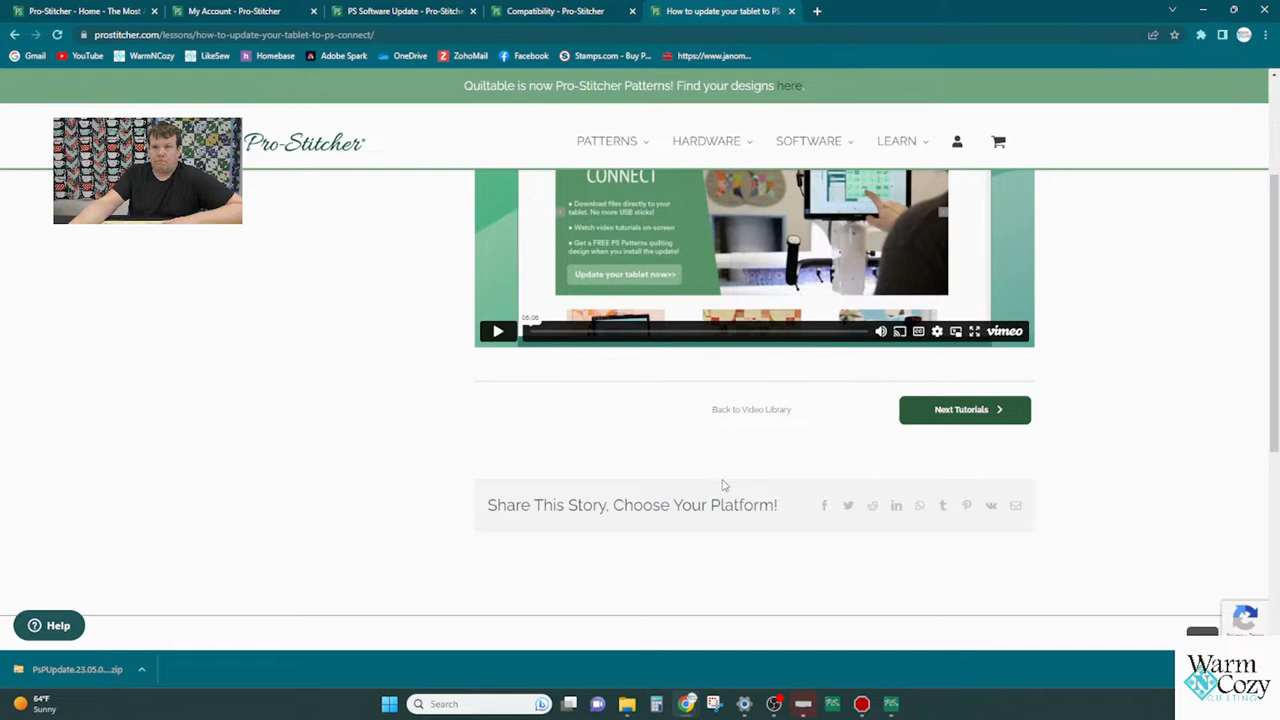 Pro-Stitcher - Home - The Most A
My Account - Pro-Stitcher
PS Software Update - Pro-Stitche
Compatibility - Pro-Stitcher
How to update your tablet to PS
prostitcher.com/lessons/how-to-update-your-tablet-to-ps-connect/
Gmail
YouTube
WarmNCozy
LikeSew
Homebase
Adobe Spark
OneDrive
ZohoMail
Facebook
Stamps.com - Buy P...
https://www.janom...
Quiltable is now Pro-Stitcher Patterns! Find your designs here.
Pro-Stitcher®
PATTERNS
HARDWARE
SOFTWARE
LEARN
CONNECT
• Download files directly to your
tablet. No more USB sticks!
• Watch video tutorials on-screen
• Get a FREE PS Patterns quilting
design when you install the update!
Update your tablet now>>
05:06
vimeo
Back to Video Library
Next Tutorials
Share This Story, Choose Your Platform!
Help
PsPUpdate.23.05.0....zip
64°F
Sunny
Search
Warm
N
Cozy
QUILTING